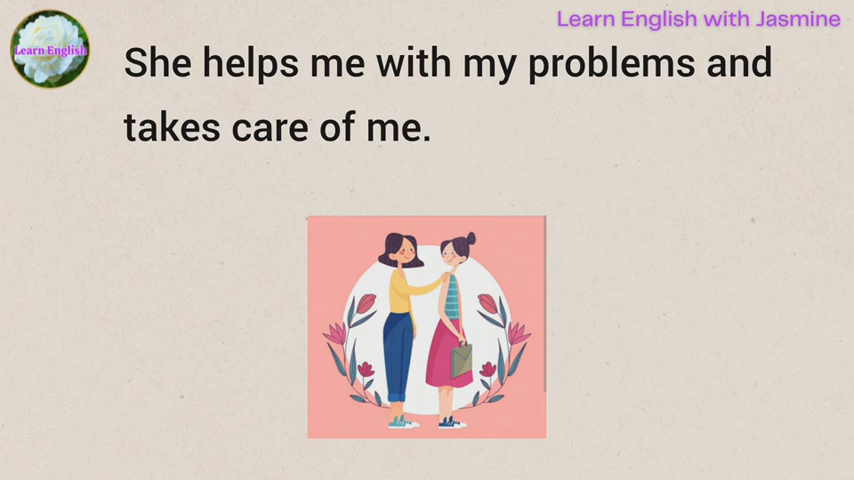 Learn English with Jasmine
Learn English
She helps me with my problems and
takes care of me.